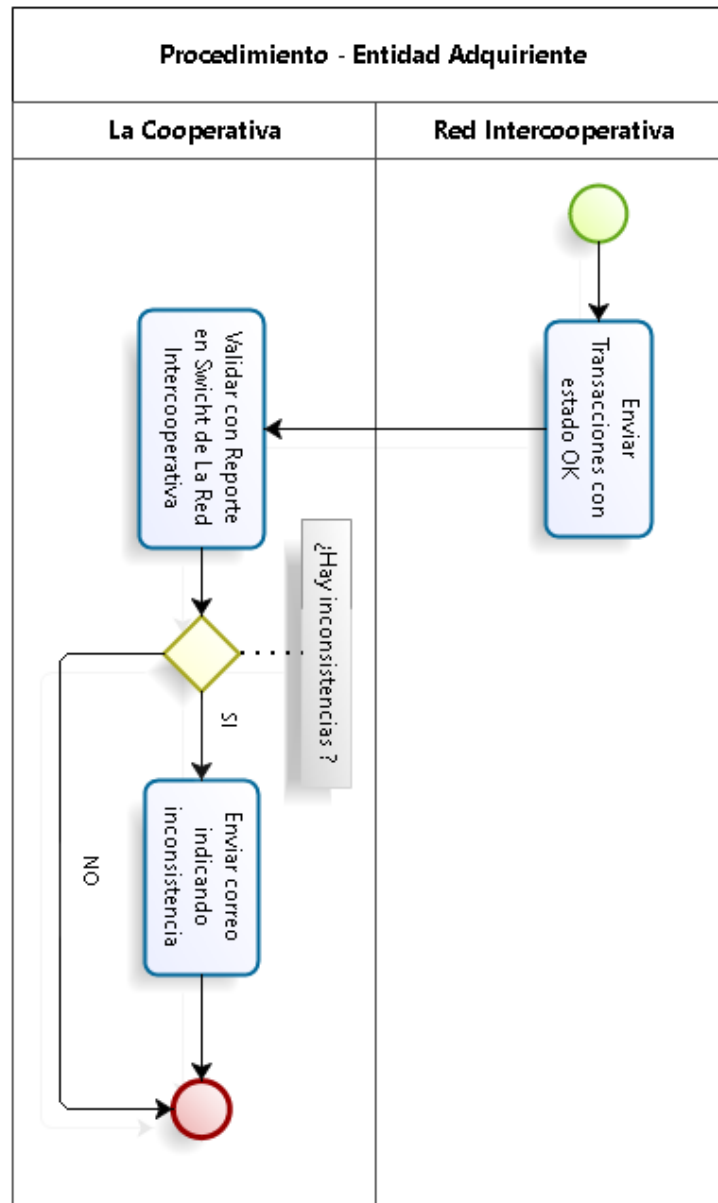 Procedimiento - Entidad Adquiriente
La Cooperativa
Red Intercooperativa
Enviar
Transacciones con
estado OK
Validar con Reporte
en Swicht de La Red
Intercooperativa
¿Hay inconsistencias ?
SI
NO
Enviar correo
indicando
inconsistencia